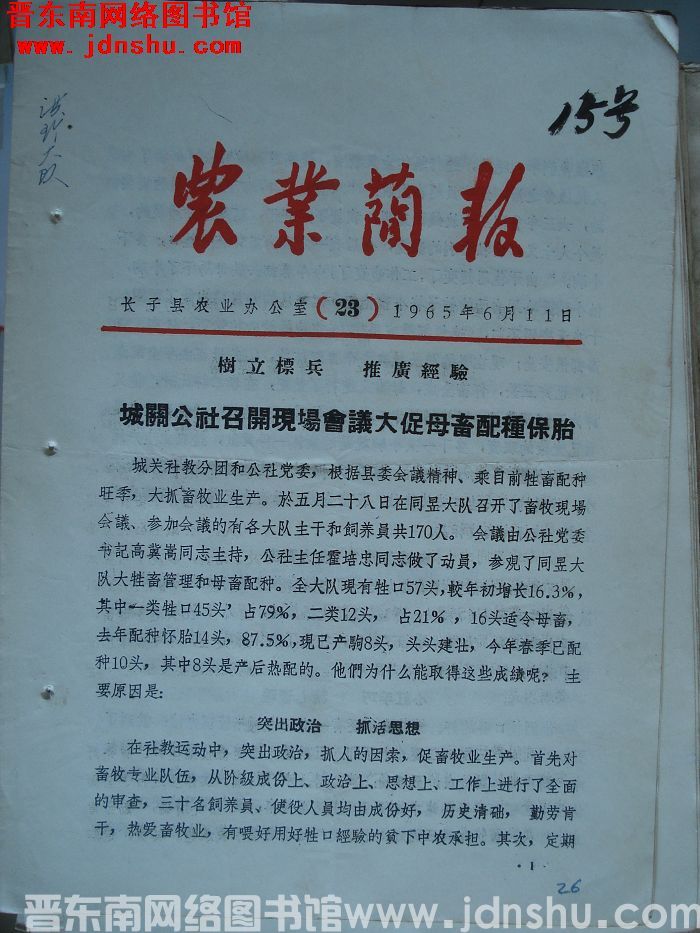 晋东南网络图书馆
www.jdnshu.com
15号
農業简報
长子县农业办公室(23)1965年6月11日
樹立標兵 推廣經驗
城關公社召開現場會議大促母畜配種保胎
城关社教分团和公社党委，根据县委会議精神、乘目前牲畜配种
旺季，大抓畜牧业生产。於五月二十八日在同昱大队召开了畜牧現場
会議、参加会議的有各大队主干和飼养員共170人。会議由公社党委
书記高冀嵩同志主持，公社主任霍培忠同志做了动員，参观了同昱大
队大牲畜管理和母畜配种。全大队現有牲口57头，較年初增长16.3%，
其中一类牲口45头’占79%，二类12头，占21%，16头适令母畜，
去年配种怀胎14头，87.5%，現已产駒8头，头头建壮，今年春季已配
种10头，其中8头是产后热配的。他們为什么能取得这些成績呢？主
要原因是：
突出政治 抓活思想
在社教运动中，突出政治，抓人的因索，促畜牧业生产。首先对
畜牧专业队伍，从阶級成份上、政治上、思想上、工作上进行了全面
的审查，三十名飼养員、使役人員均由成份好，历史清础，勤劳肯
干，热爱畜牧业，有喂好用好牲口經驗的貧下中农承担。其次，定期
·1·
26
晋东南网络图书馆 www.jdnshu.com